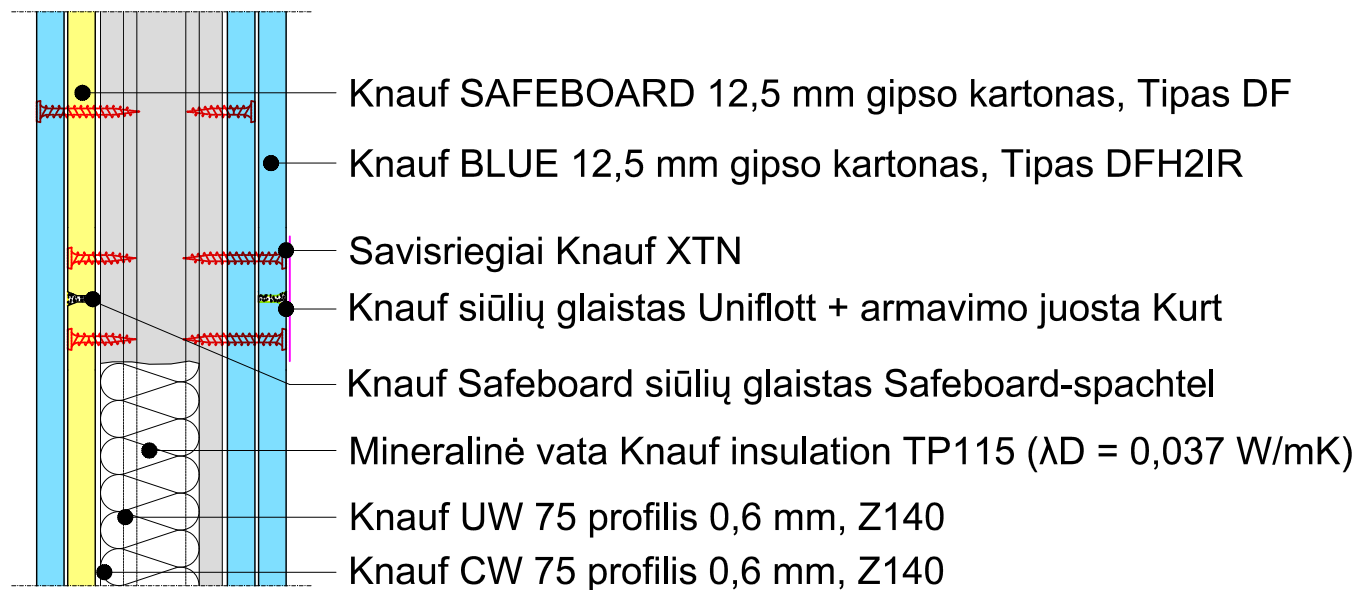 Knauf SAFEBOARD 12,5 mm gipso kartonas, Tipas DF
Knauf BLUE 12,5 mm gipso kartonas, Tipas DFH2IR
Savisriegiai Knauf XTN
Knauf siūlių glaistas Uniflott + armavimo juosta Kurt
Knauf Safeboard siūlių glaistas Safeboard-spachtel
Mineralinė vata Knauf insulation TP115 (λD = 0,037 W/mK)
Knauf UW 75 profilis 0,6 mm, Z140
Knauf CW 75 profilis 0,6 mm, Z140